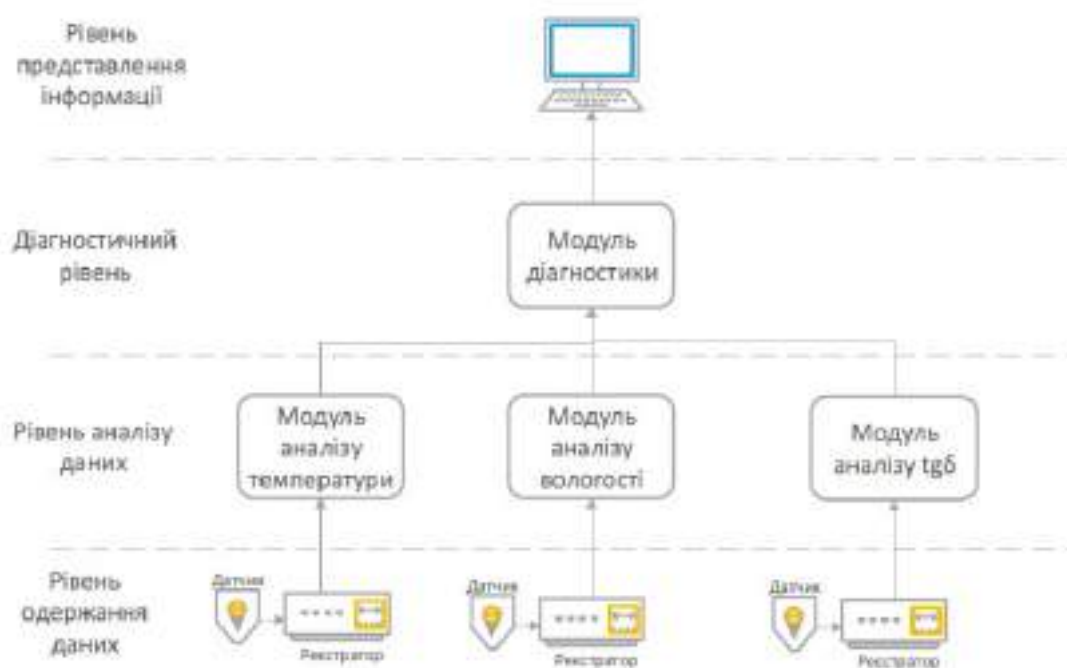 Рівень
представлення
інформації
Діагностичний
рівень
Модуль
діагностики
Рівень аналізу
даних
Модуль
аналізу
температури
Модуль
аналізу
вологості
Модуль
аналізу tgδ
Рівень
одержання
даних
Датчик
Реєстратор
Датчик
Реєстратор
Датчик
Реєстратор